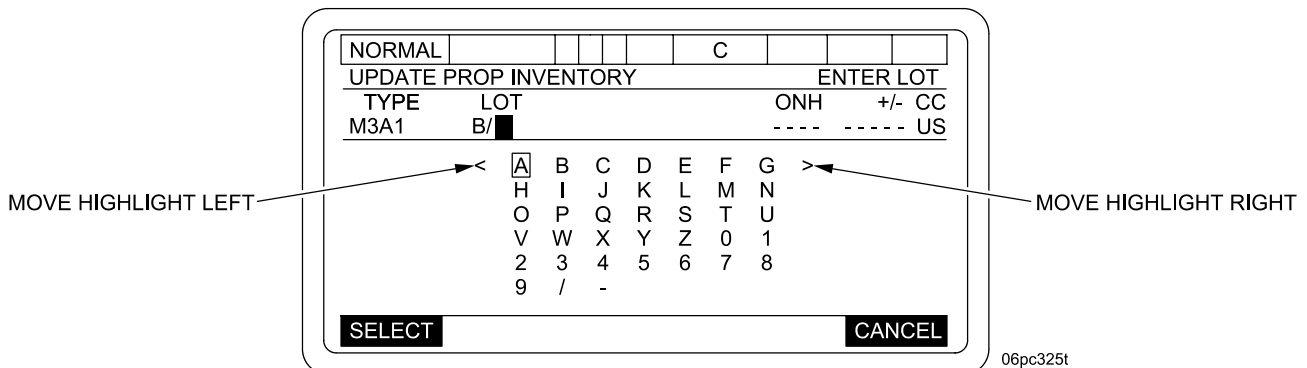 NORMAL C
UPDATE PROP INVENTORY ENTER LOT
TYPE LOT ONH +/- CC
M3A1 B/ ---- ----- US
< A B C D E F G >
MOVE HIGHLIGHT LEFT H I J K L M N MOVE HIGHLIGHT RIGHT
O P Q R S T U
V W X Y Z 0 1
2 3 4 5 6 7 8
9 / -
SELECT CANCEL
06pc325t